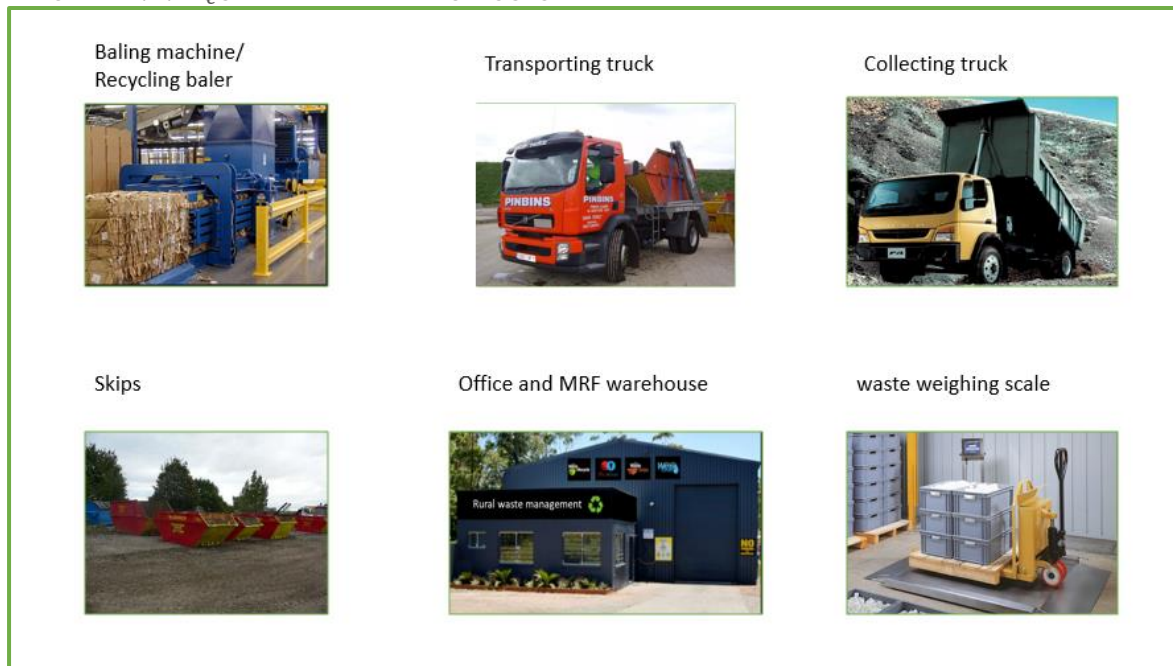 Baling machine/
Recycling baler
Transporting truck
Collecting truck
PINBINS
PINBINS
Skips
Office and MRF warehouse
waste weighing scale
Rural waste management
NO